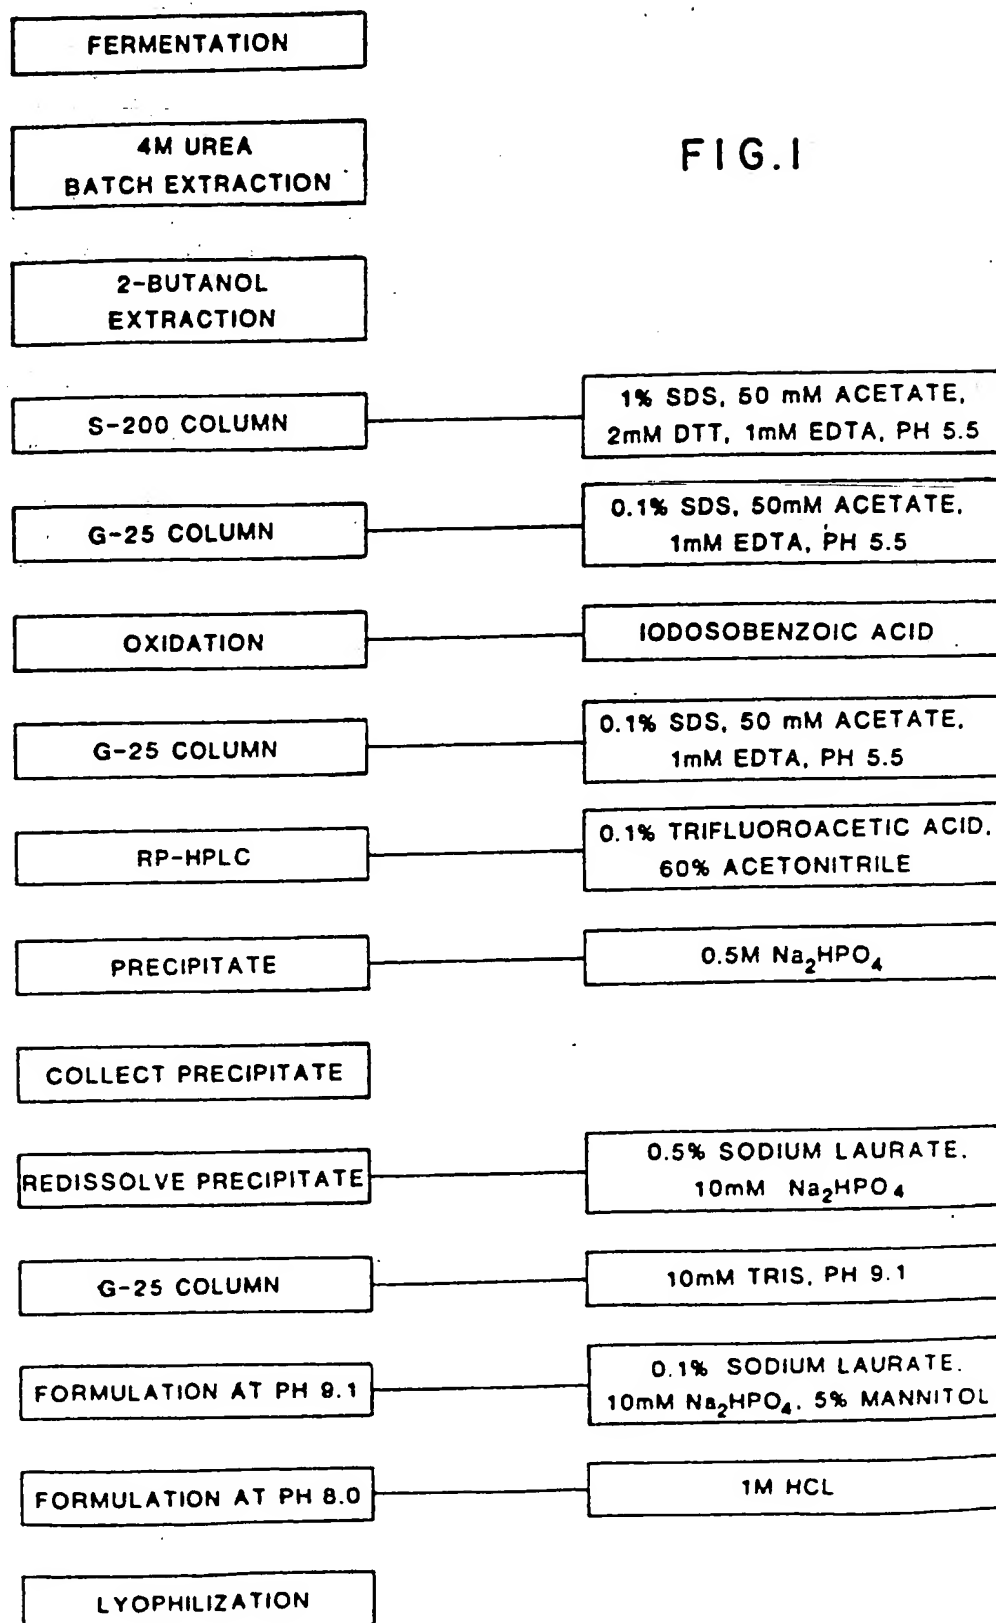 FERMENTATION
4M UREA
BATCH EXTRACTION
FIG.1
2-BUTANOL
EXTRACTION
S-200 COLUMN
1% SDS, 50 mM ACETATE,
2mM DTT, 1mM EDTA, PH 5.5
G-25 COLUMN
0.1% SDS, 50mM ACETATE,
1mM EDTA, PH 5.5
OXIDATION
IODOSOBENZOIC ACID
G-25 COLUMN
0.1% SDS, 50 mM ACETATE,
1mM EDTA, PH 5.5
RP-HPLC
0.1% TRIFLUOROACETIC ACID,
60% ACETONITRILE
PRECIPITATE
0.5M Na₂HPO₄
COLLECT PRECIPITATE
REDISSOLVE PRECIPITATE
0.5% SODIUM LAURATE,
10mM Na₂HPO₄
G-25 COLUMN
10mM TRIS, PH 9.1
FORMULATION AT PH 9.1
0.1% SODIUM LAURATE,
10mM Na₂HPO₄, 5% MANNITOL
FORMULATION AT PH 8.0
1M HCL
LYOPHILIZATION